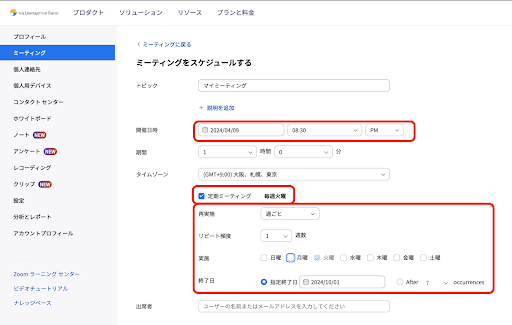 THE UNIVERSITY OF TOKYO
プロダクト ソリューション リソース プランと料金
プロフィール
ミーティング
個人連絡先
個人用デバイス
コンタクト センター
ホワイトボード
ノート NEW
アンケート NEW
レコーディング
クリップ NEW
設定
分析とレポート
アカウントプロフィール
Zoom ラーニング センター
ビデオチュートリアル
ナレッジベース
< ミーティングに戻る
ミーティングをスケジュールする
トピック マイミーティング
+ 説明を追加
開催日時 2024/04/09 08:30 PM
期間 1 時間 0 分
タイムゾーン (GMT+9:00) 大阪、札幌、東京
定期ミーティング 毎週火曜
再実施 週ごと
リピート頻度 1 週数
実施 日曜 月曜 火曜 水曜 木曜 金曜 土曜
終了日 指定終了日 2024/10/01 After 7 occurrences
出席者 ユーザーの名前またはメールアドレスを入力してください